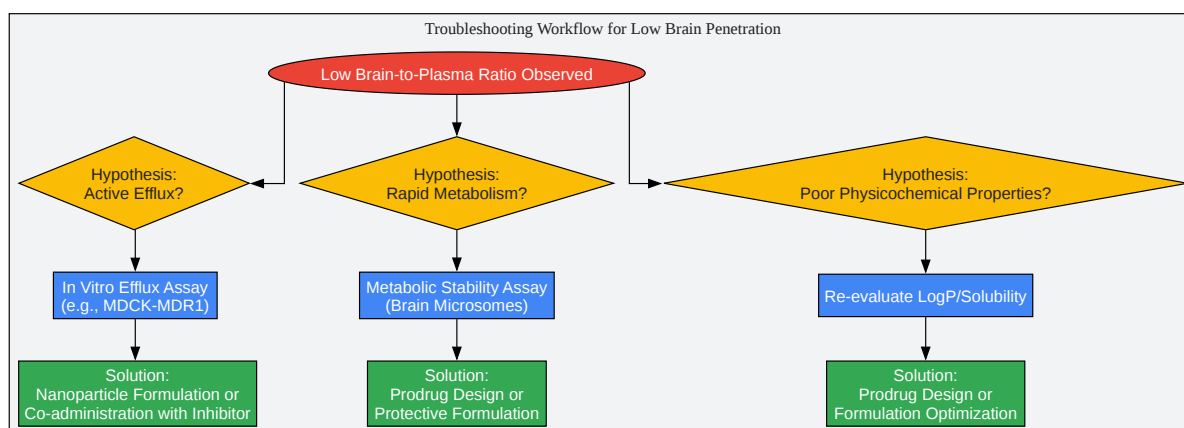 Troubleshooting Workflow for Low Brain Penetration
Low Brain-to-Plasma Ratio Observed
Hypothesis:
Active Efflux?
Hypothesis:
Rapid Metabolism?
Hypothesis:
Poor Physicochemical Properties?
In Vitro Efflux Assay
(e.g., MDCK-MDR1)
Metabolic Stability Assay
(Brain Microsomes)
Re-evaluate LogP/Solubility
Solution:
Nanoparticle Formulation or
Co-administration with Inhibitor
Solution:
Prodrug Design or
Protective Formulation
Solution:
Prodrug Design or
Formulation Optimization